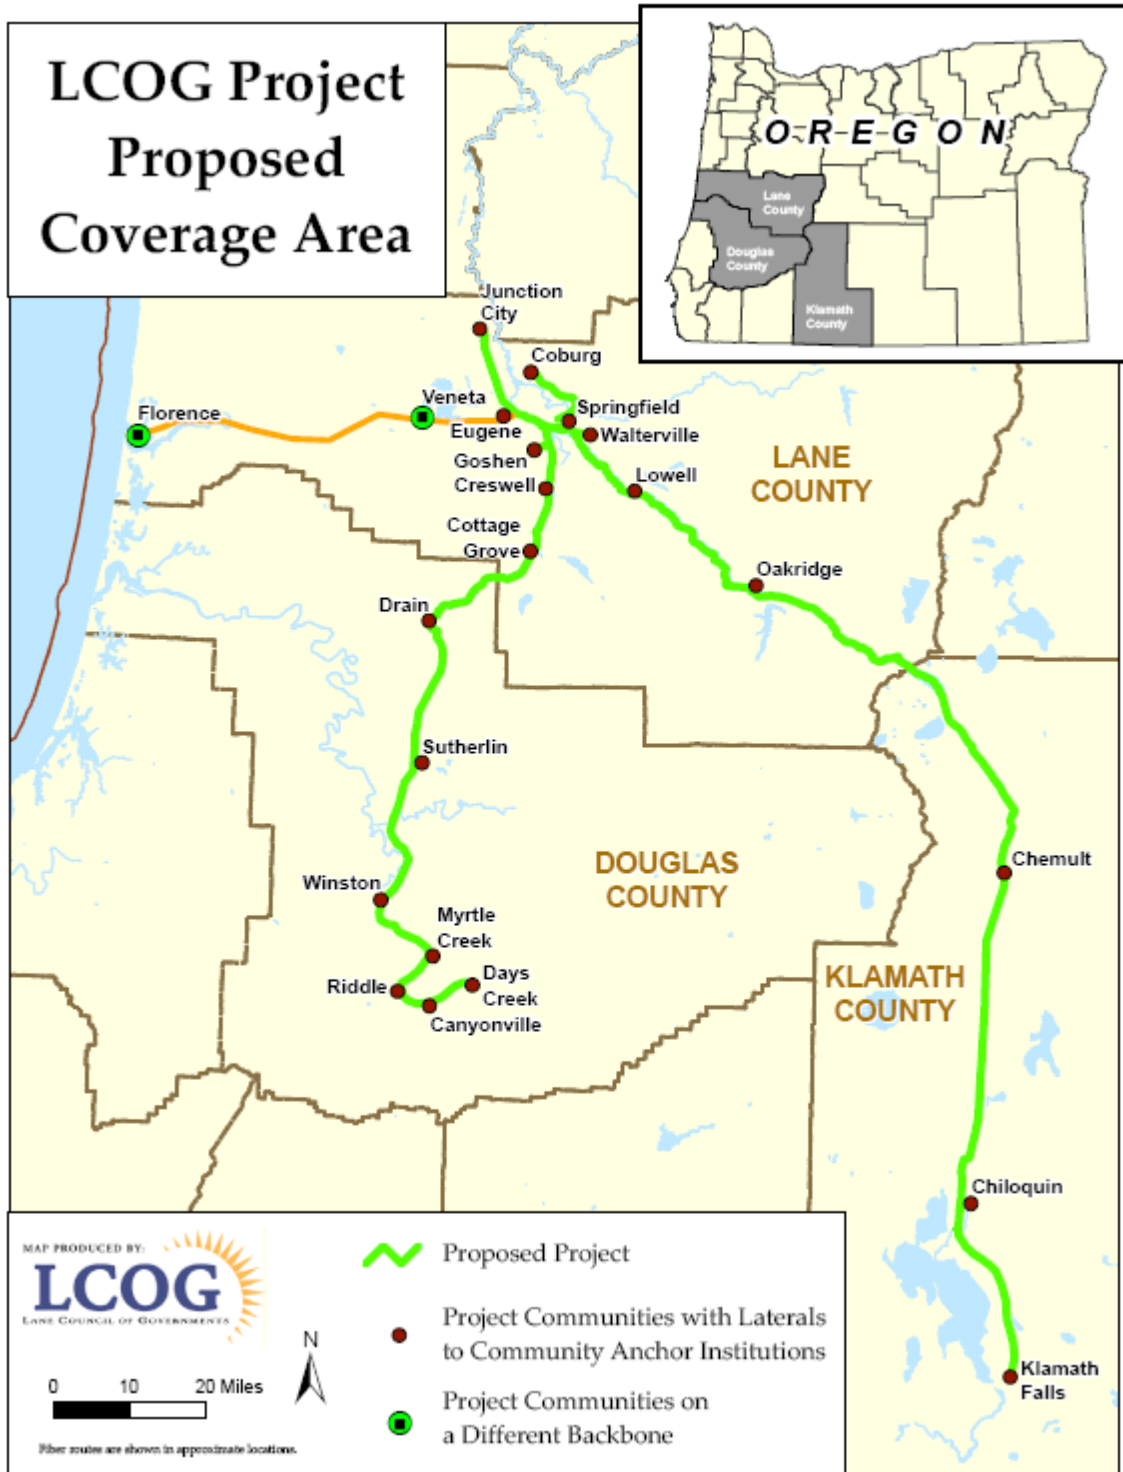 LCOG Project
Proposed
Coverage Area
OREGON
Lane
County
Douglas
County
Klamath
County
Junction
City
Coburg
Veneta
Florence
Springfield
Eugene
Walterville
Goshen
Creswell
Lowell
LANE
COUNTY
Cottage
Grove
Oakridge
Drain
Sutherlin
Chemult
DOUGLAS
COUNTY
Winston
Myrtle
Creek
Days
Creek
Riddle
Canyonville
KLAMATH
COUNTY
Chiloquin
Klamath
Falls
MAP PRODUCED BY:
LCOG
LANE COUNCIL OF GOVERNMENTS
N
0 10 20 Miles
Fiber routes are shown in approximate locations.
Proposed Project
Project Communities with Laterals
to Community Anchor Institutions
Project Communities on
a Different Backbone